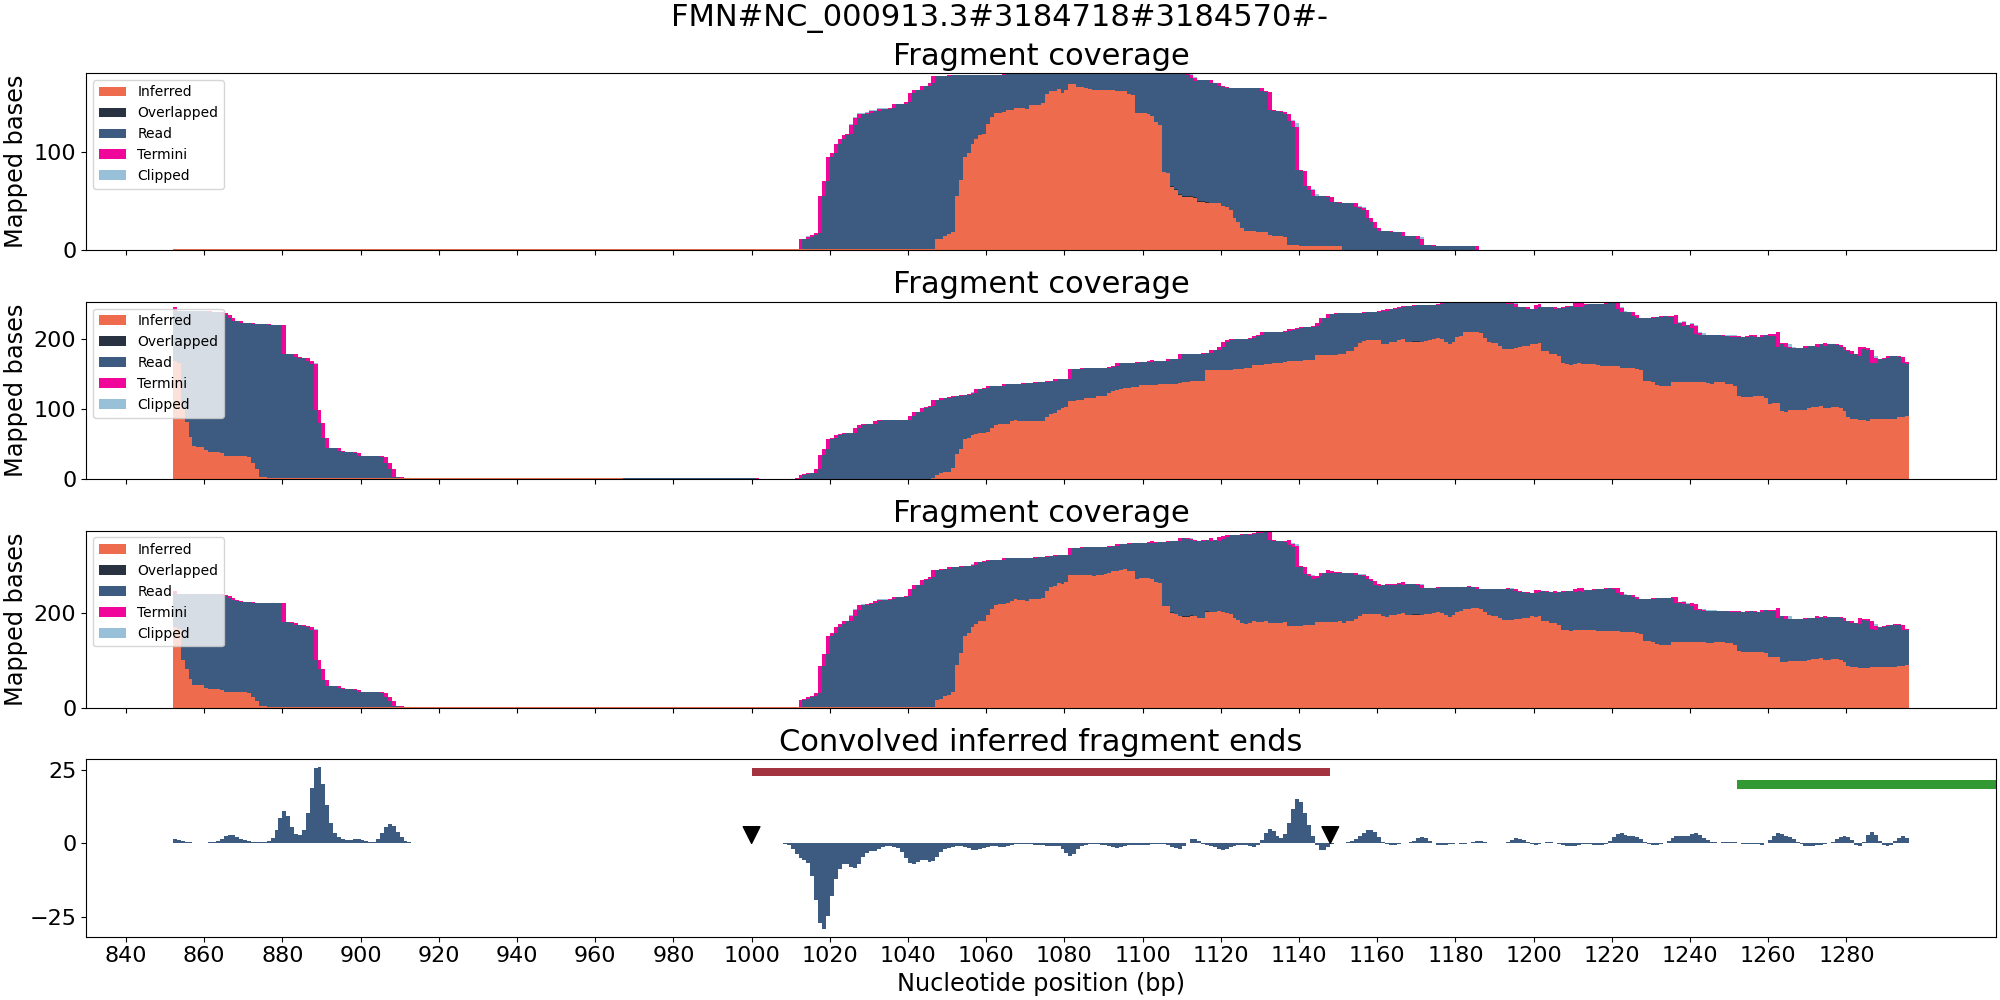 FMN#NC_000913.3#3184718#3184570#-
Fragment coverage
Mapped bases
100
0
Inferred
Overlapped
Read
Termini
Clipped
Fragment coverage
Mapped bases
200
100
0
Inferred
Overlapped
Read
Termini
Clipped
Fragment coverage
Mapped bases
200
0
Inferred
Overlapped
Read
Termini
Clipped
Convolved inferred fragment ends
25
0
−25
840 860 880 900 920 940 960 980 1000 1020 1040 1060 1080 1100 1120 1140 1160 1180 1200 1220 1240 1260 1280
Nucleotide position (bp)